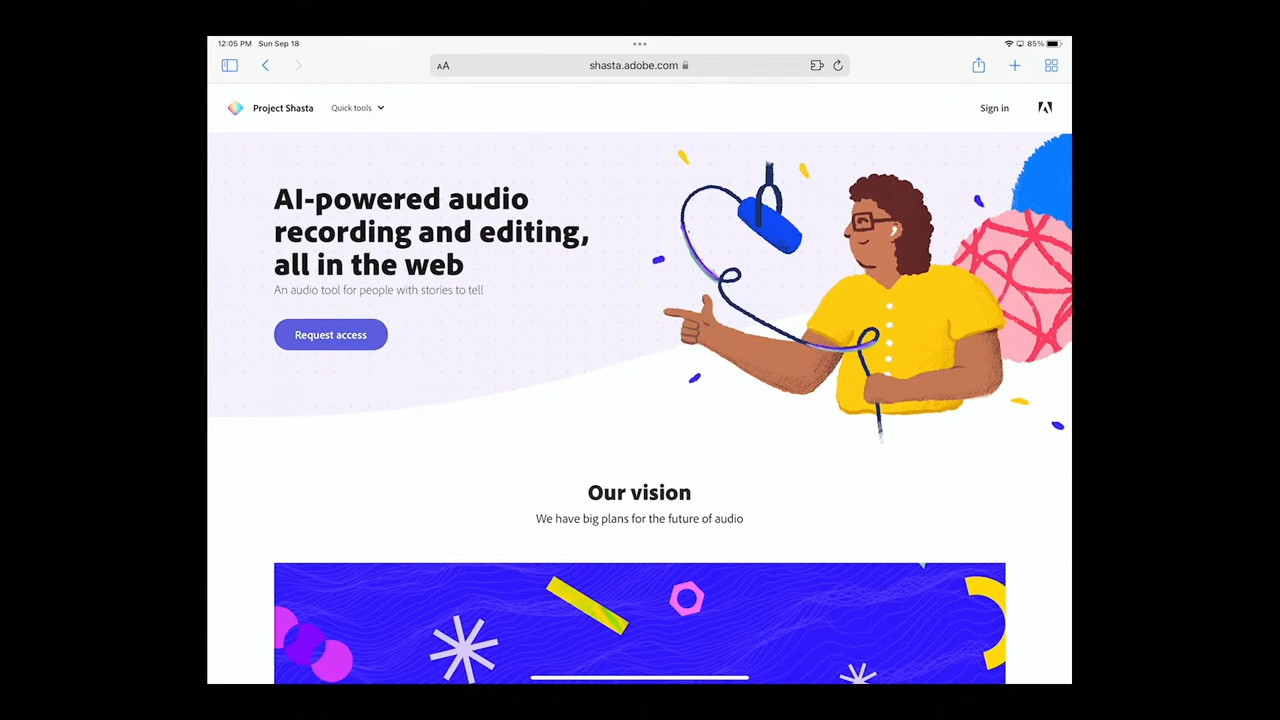 12:05 PM Sun Sep 18
85%
AA
shasta.adobe.com
Project Shasta
Quick tools
Sign in
AI-powered audio
recording and editing,
all in the web
An audio tool for people with stories to tell
Request access
Our vision
We have big plans for the future of audio